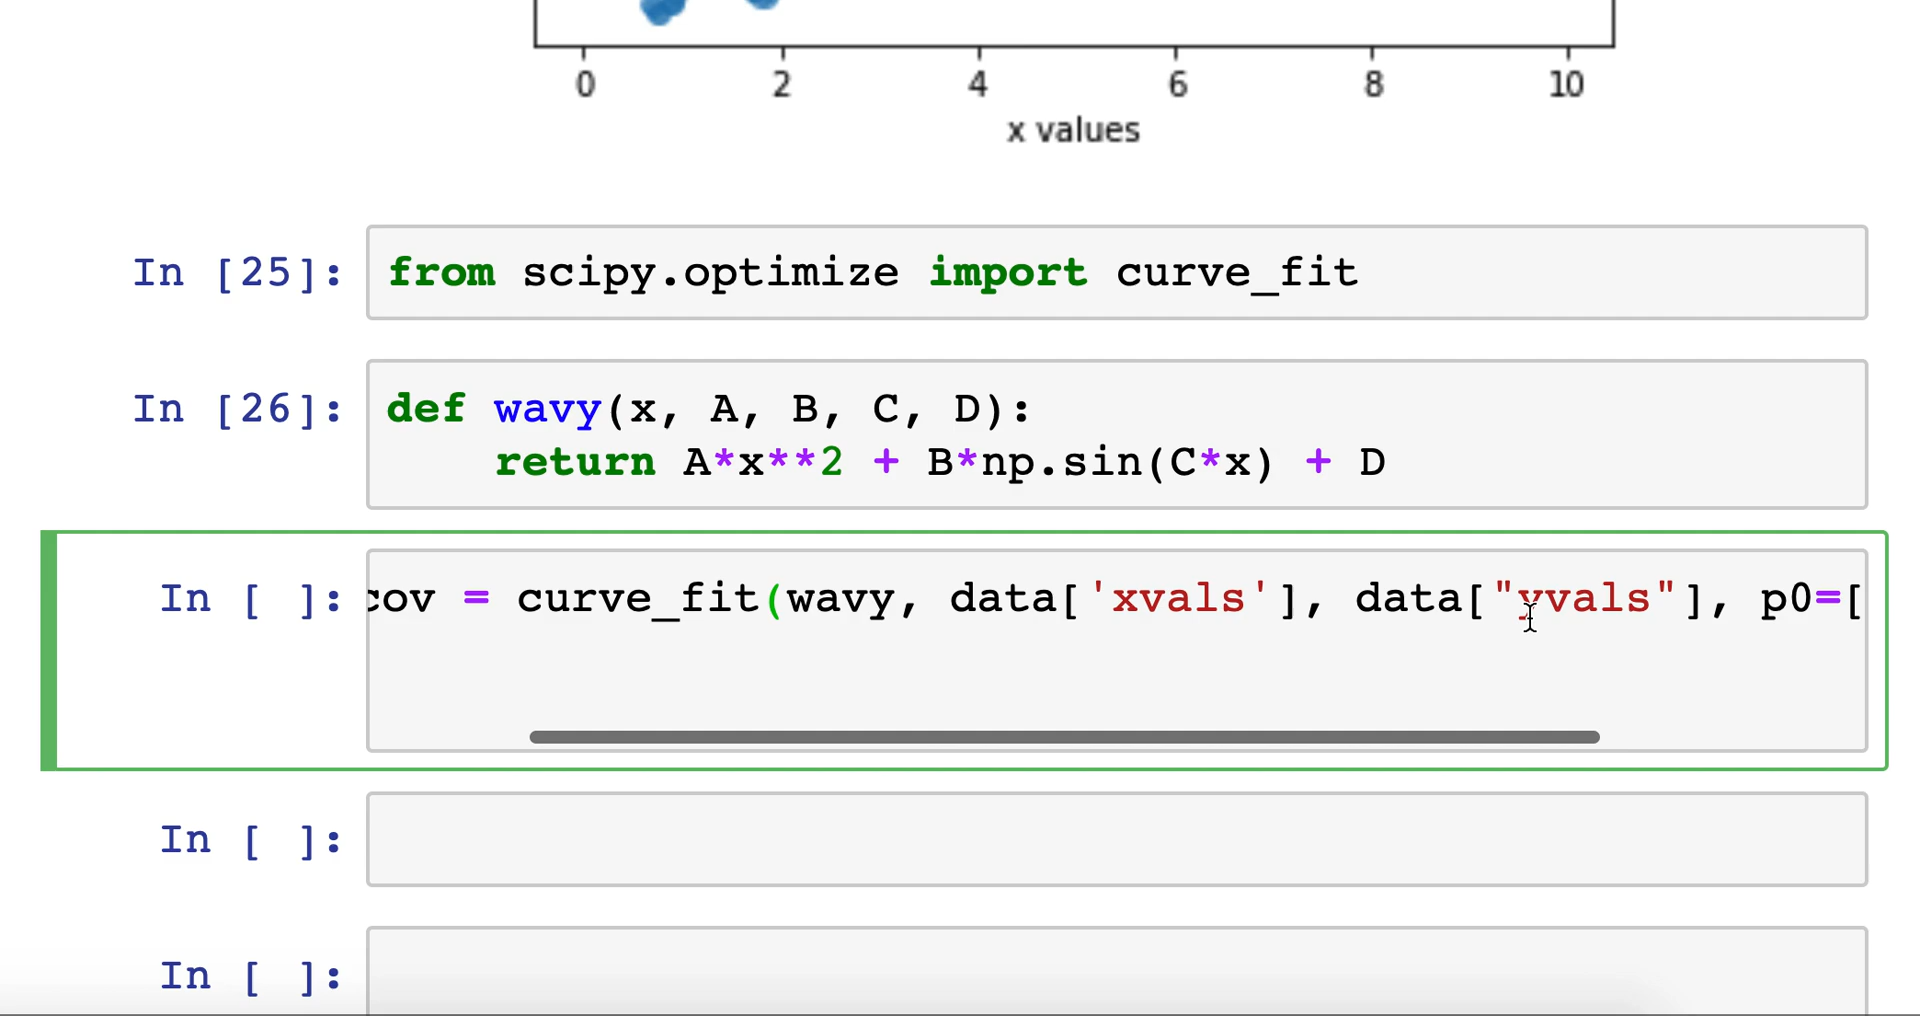 0 2 4 6 8 10
x values
In [25]: from scipy.optimize import curve_fit
In [26]: def wavy(x, A, B, C, D):
return A*x**2 + B*np.sin(C*x) + D
In [ ]: cov = curve_fit(wavy, data['xvals'], data["yvals"], p0=[
In [ ]:
In [ ]: